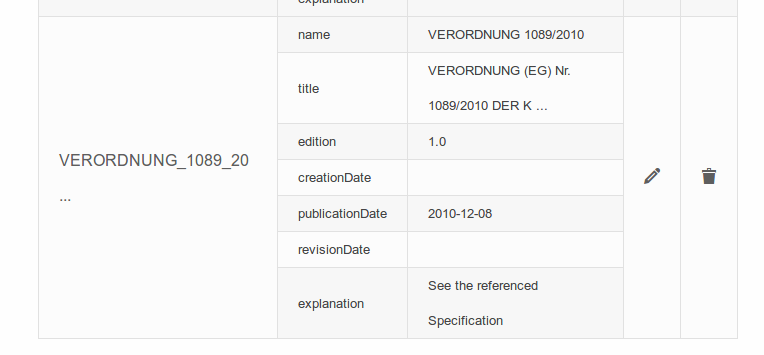 explanation
name VERORDNUNG 1089/2010
title VERORDNUNG (EG) Nr.
1089/2010 DER K ...
edition 1.0
VERORDNUNG_1089_20
...
creationDate
publicationDate 2010-12-08
revisionDate
explanation See the referenced
Specification